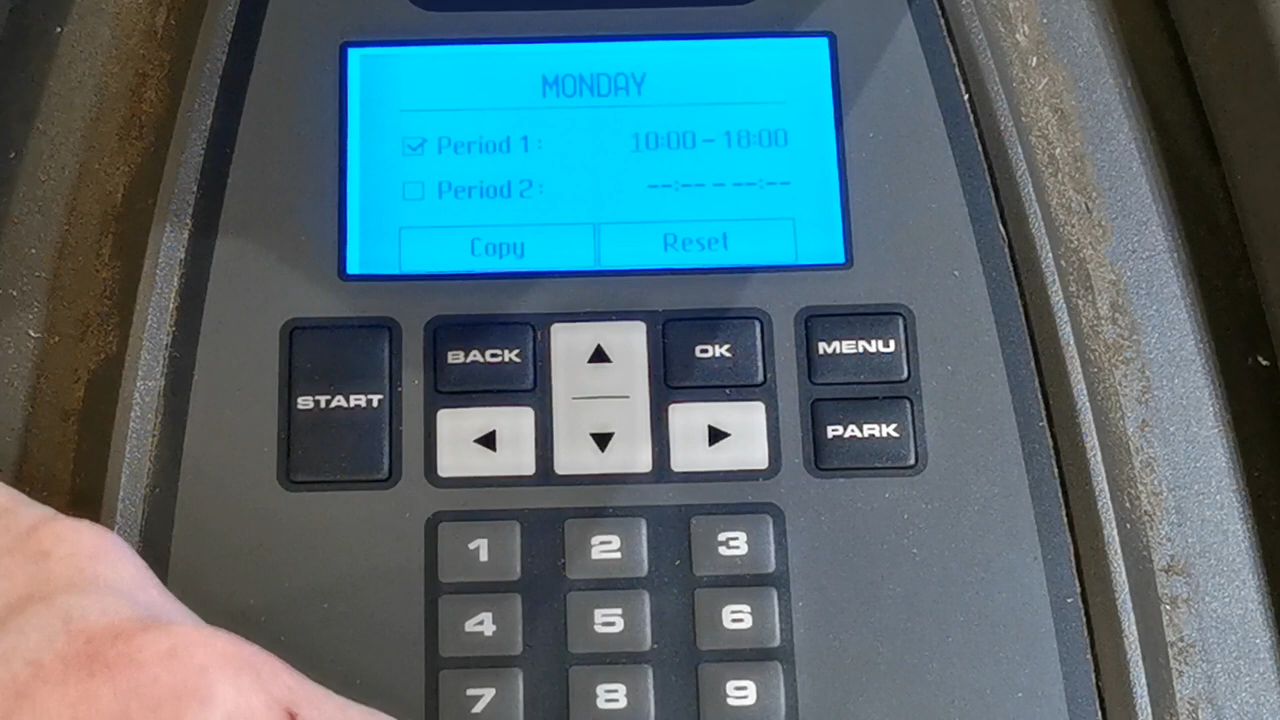 MONDAY
Period 1: 10:00 - 18:00
Period 2: --:-- - --:--
Copy Reset
START BACK OK MENU
PARK
1 2 3
4 5 6
7 8 9